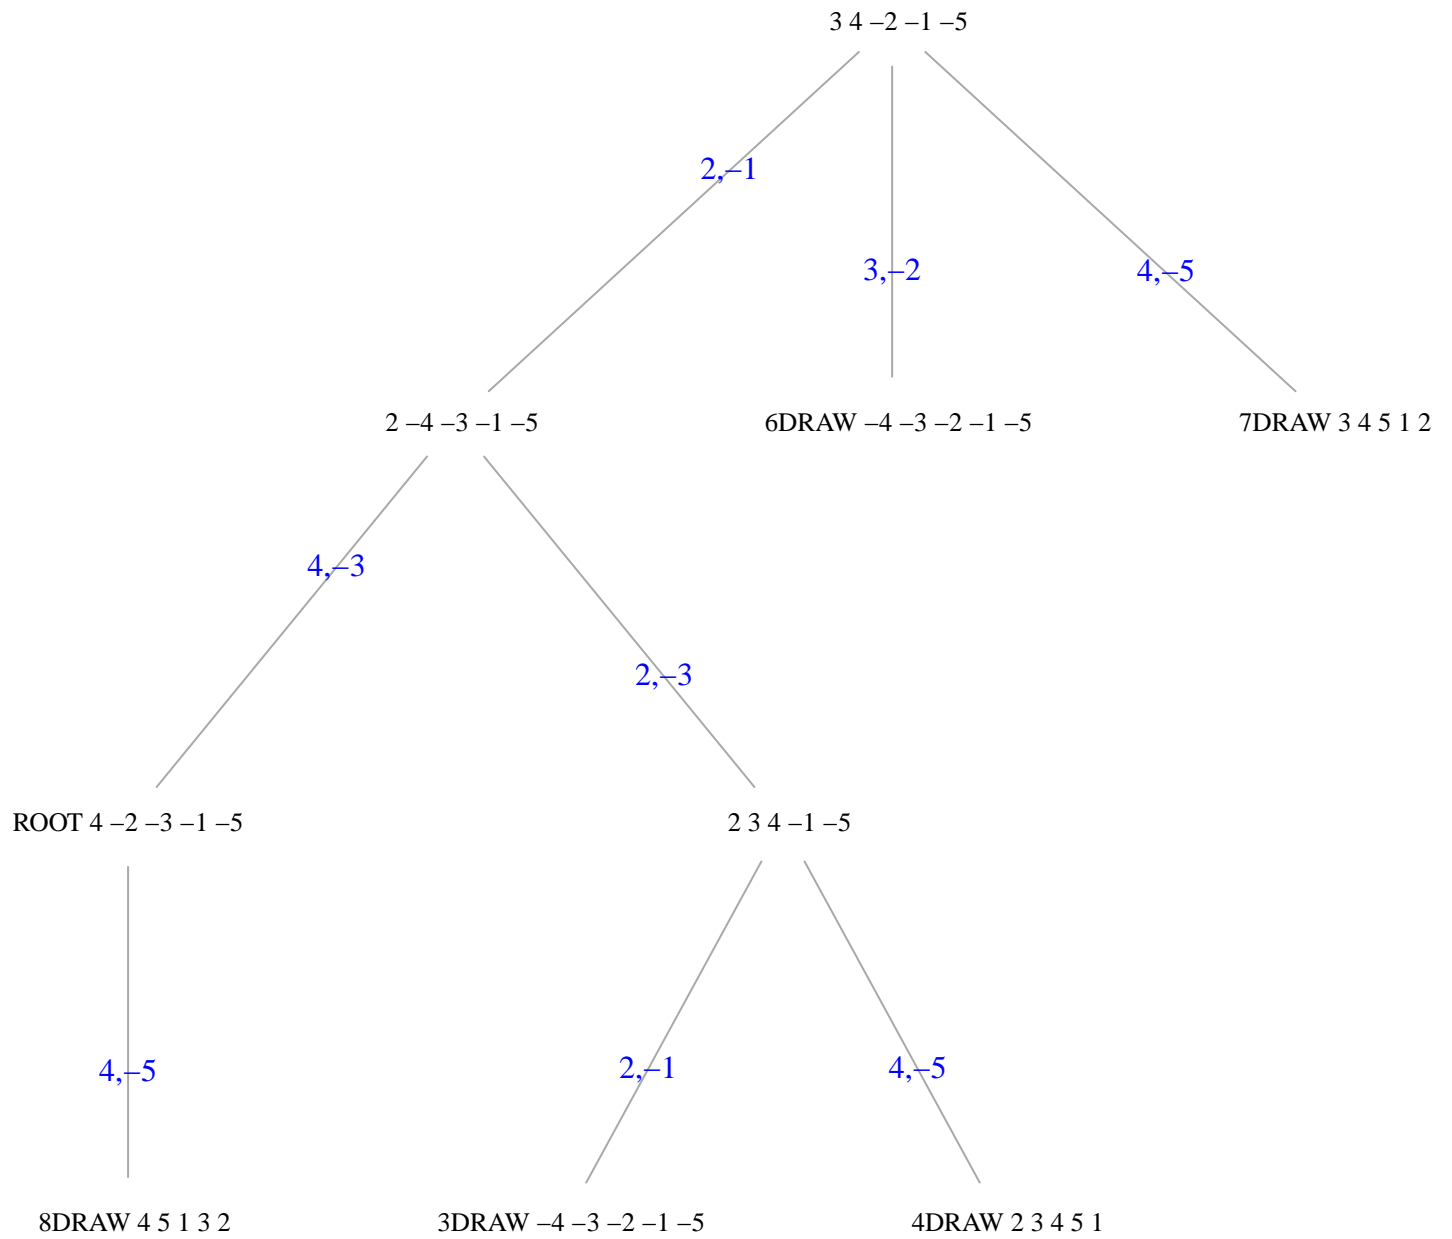 3 4 –2 –1 –5
2,–1
3,–2
4,–5
2 –4 –3 –1 –5
6DRAW –4 –3 –2 –1 –5
7DRAW 3 4 5 1 2
4,–3
2,–3
ROOT 4 –2 –3 –1 –5
2 3 4 –1 –5
4,–5
2,–1
4,–5
8DRAW 4 5 1 3 2
3DRAW –4 –3 –2 –1 –5
4DRAW 2 3 4 5 1